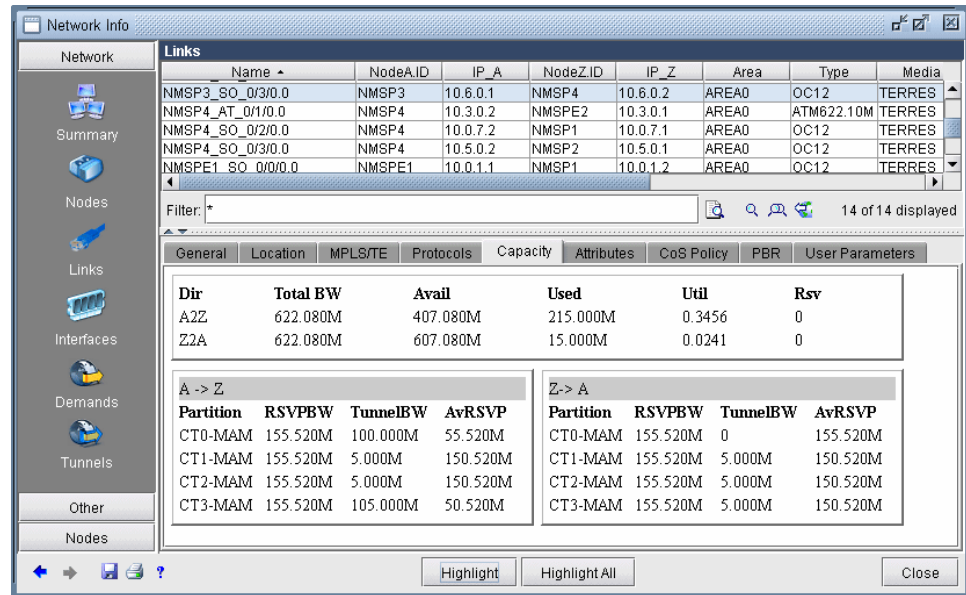 Network Info
Network
Summary
Nodes
Links
Interfaces
Demands
Tunnels
Other
Nodes
Links
Name NodeA.ID IP_A NodeZ.ID IP_Z Area Type Media
NMSP3_SO_0/3/0.0 NMSP3 10.6.0.1 NMSP4 10.6.0.2 AREA0 OC12 TERRES
NMSP4_AT_0/1/0.0 NMSP4 10.3.0.2 NMSPE2 10.3.0.1 AREA0 ATM622.10M TERRES
NMSP4_SO_0/2/0.0 NMSP4 10.0.7.2 NMSP1 10.0.7.1 AREA0 OC12 TERRES
NMSP4_SO_0/3/0.0 NMSP4 10.5.0.2 NMSP2 10.5.0.1 AREA0 OC12 TERRES
NMSPE1_SO_0/0/0.0 NMSPE1 10.0.1.1 NMSP1 10.0.1.2 AREA0 OC12 TERRES
Filter: * 14 of 14 displayed
General Location MPLS/TE Protocols Capacity Attributes CoS Policy PBR User Parameters
Dir Total BW Avail Used Util Rsv
A2Z 622.080M 407.080M 215.000M 0.3456 0
Z2A 622.080M 607.080M 15.000M 0.0241 0
A -> Z
Partition RSVPBW TunnelBW AvRSVP
CT0-MAM 155.520M 100.000M 55.520M
CT1-MAM 155.520M 5.000M 150.520M
CT2-MAM 155.520M 5.000M 150.520M
CT3-MAM 155.520M 105.000M 50.520M
Z-> A
Partition RSVPBW TunnelBW AvRSVP
CT0-MAM 155.520M 0 155.520M
CT1-MAM 155.520M 5.000M 150.520M
CT2-MAM 155.520M 5.000M 150.520M
CT3-MAM 155.520M 5.000M 150.520M
? Highlight Highlight All Close